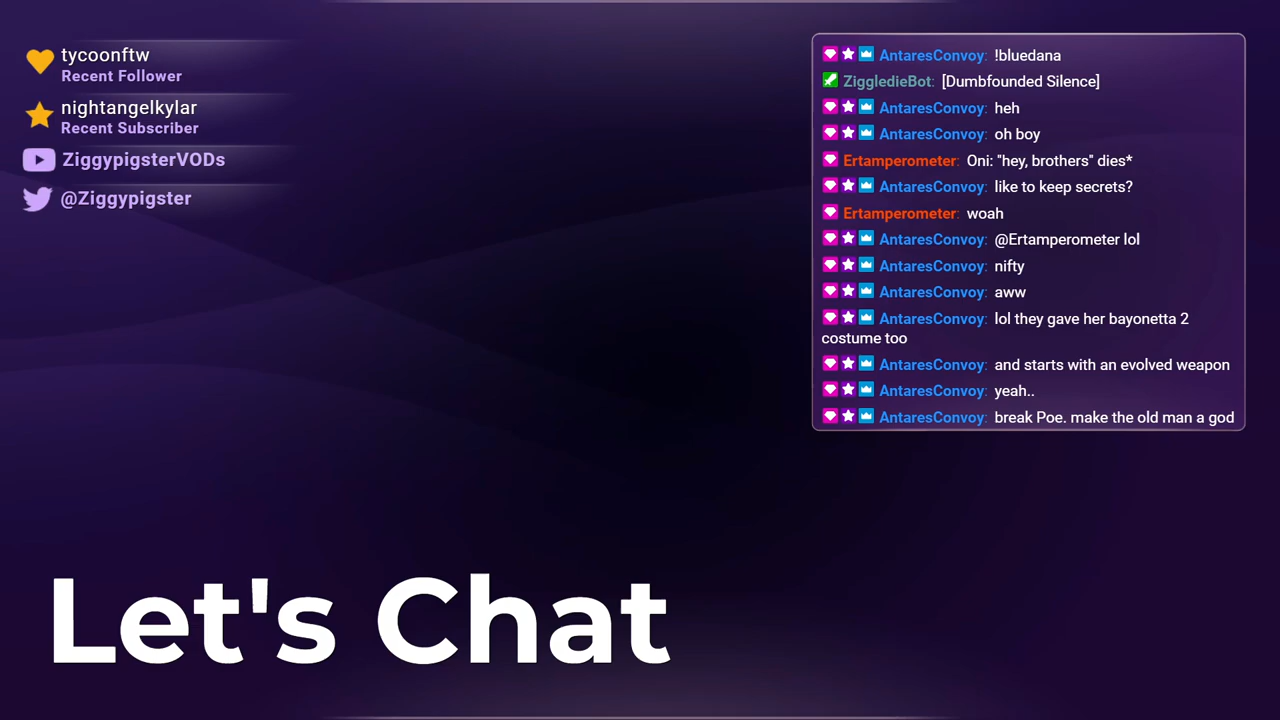 tycoonftw
Recent Follower
nightangelkylar
Recent Subscriber
ZiggypigsterVODs
@Ziggypigster
AntaresConvoy: !bluedana
ZiggledieBot: [Dumbfounded Silence]
AntaresConvoy: heh
AntaresConvoy: oh boy
Ertamperometer: Oni: "hey, brothers" dies*
AntaresConvoy: like to keep secrets?
Ertamperometer: woah
AntaresConvoy: @Ertamperometer lol
AntaresConvoy: nifty
AntaresConvoy: aww
AntaresConvoy: lol they gave her bayonetta 2
costume too
AntaresConvoy: and starts with an evolved weapon
AntaresConvoy: yeah..
AntaresConvoy: break Poe. make the old man a god
Let's Chat